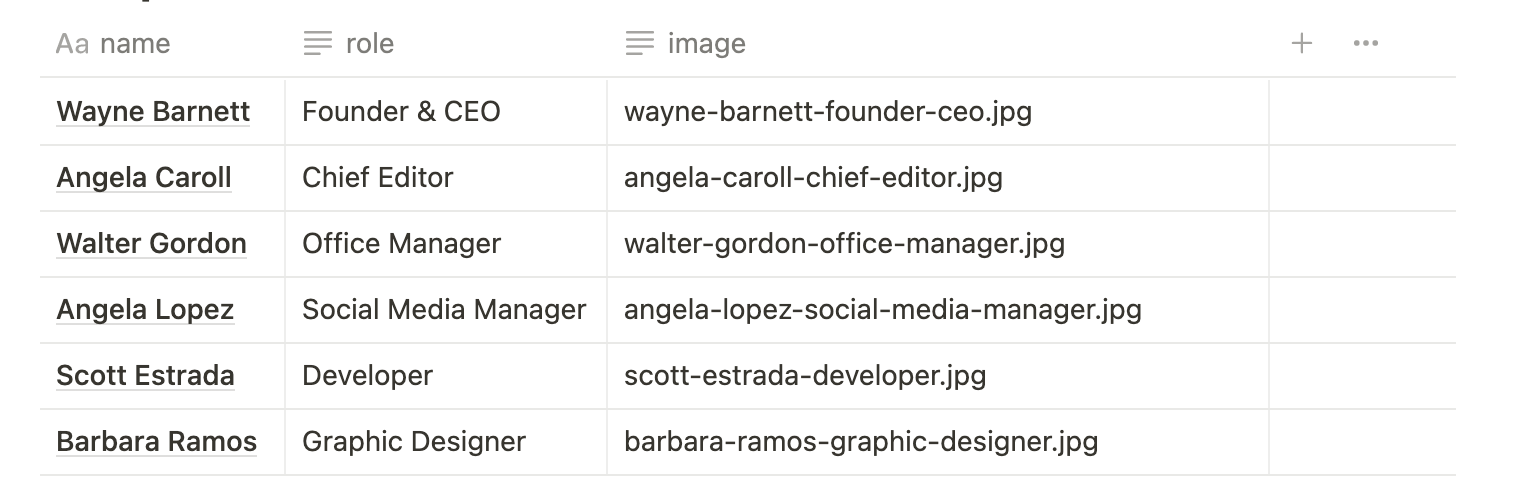 Aa name role image + •••
Wayne Barnett Founder & CEO wayne-barnett-founder-ceo.jpg
Angela Caroll Chief Editor angela-caroll-chief-editor.jpg
Walter Gordon Office Manager walter-gordon-office-manager.jpg
Angela Lopez Social Media Manager angela-lopez-social-media-manager.jpg
Scott Estrada Developer scott-estrada-developer.jpg
Barbara Ramos Graphic Designer barbara-ramos-graphic-designer.jpg